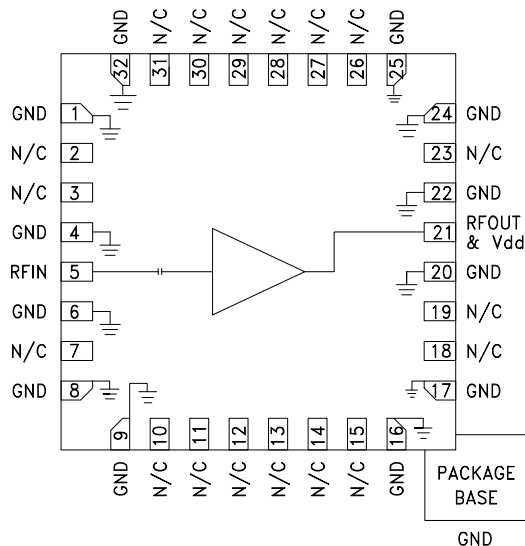 GND N/C N/C N/C N/C N/C N/C GND
32 31 30 29 28 27 26 25
GND 1
N/C 2
N/C 3
GND 4
RFIN 5
GND 6
N/C 7
GND 8
24 GND
23 N/C
22 GND
21 RFOUT
& Vdd
20 GND
19 N/C
18 N/C
17 GND
9 10 11 12 13 14 15 16
GND N/C N/C N/C N/C N/C N/C GND
PACKAGE
BASE
GND